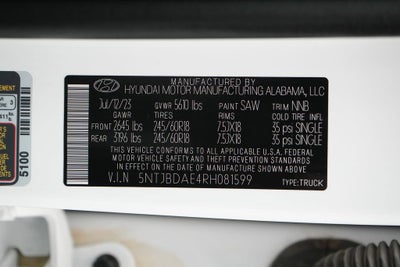 MANUFACTURED BY
HYUNDAI MOTOR MANUFACTURING ALABAMA, LLC
Jul/12/23 GVWR 5610 lbs PAINT SAW TRIM NNB
GAWR TIRES RIMS COLD TIRE INFL
FRONT 2645 lbs 245/60R18 7.5JX18 35 psi SINGLE
REAR 3196 lbs 245/60R18 7.5JX18 35 psi SINGLE
THIS VEHICLE CONFORMS TO ALL APPLICABLE U.S.A. FEDERAL
MOTOR VEHICLE SAFETY AND THEFT PREVENTION STANDARDS
IN EFFECT ON THE DATE OF MANUFACTURE SHOWN ABOVE.
V.I.N 5NTJBDAE4RH081599 TYPE:TRUCK
5100